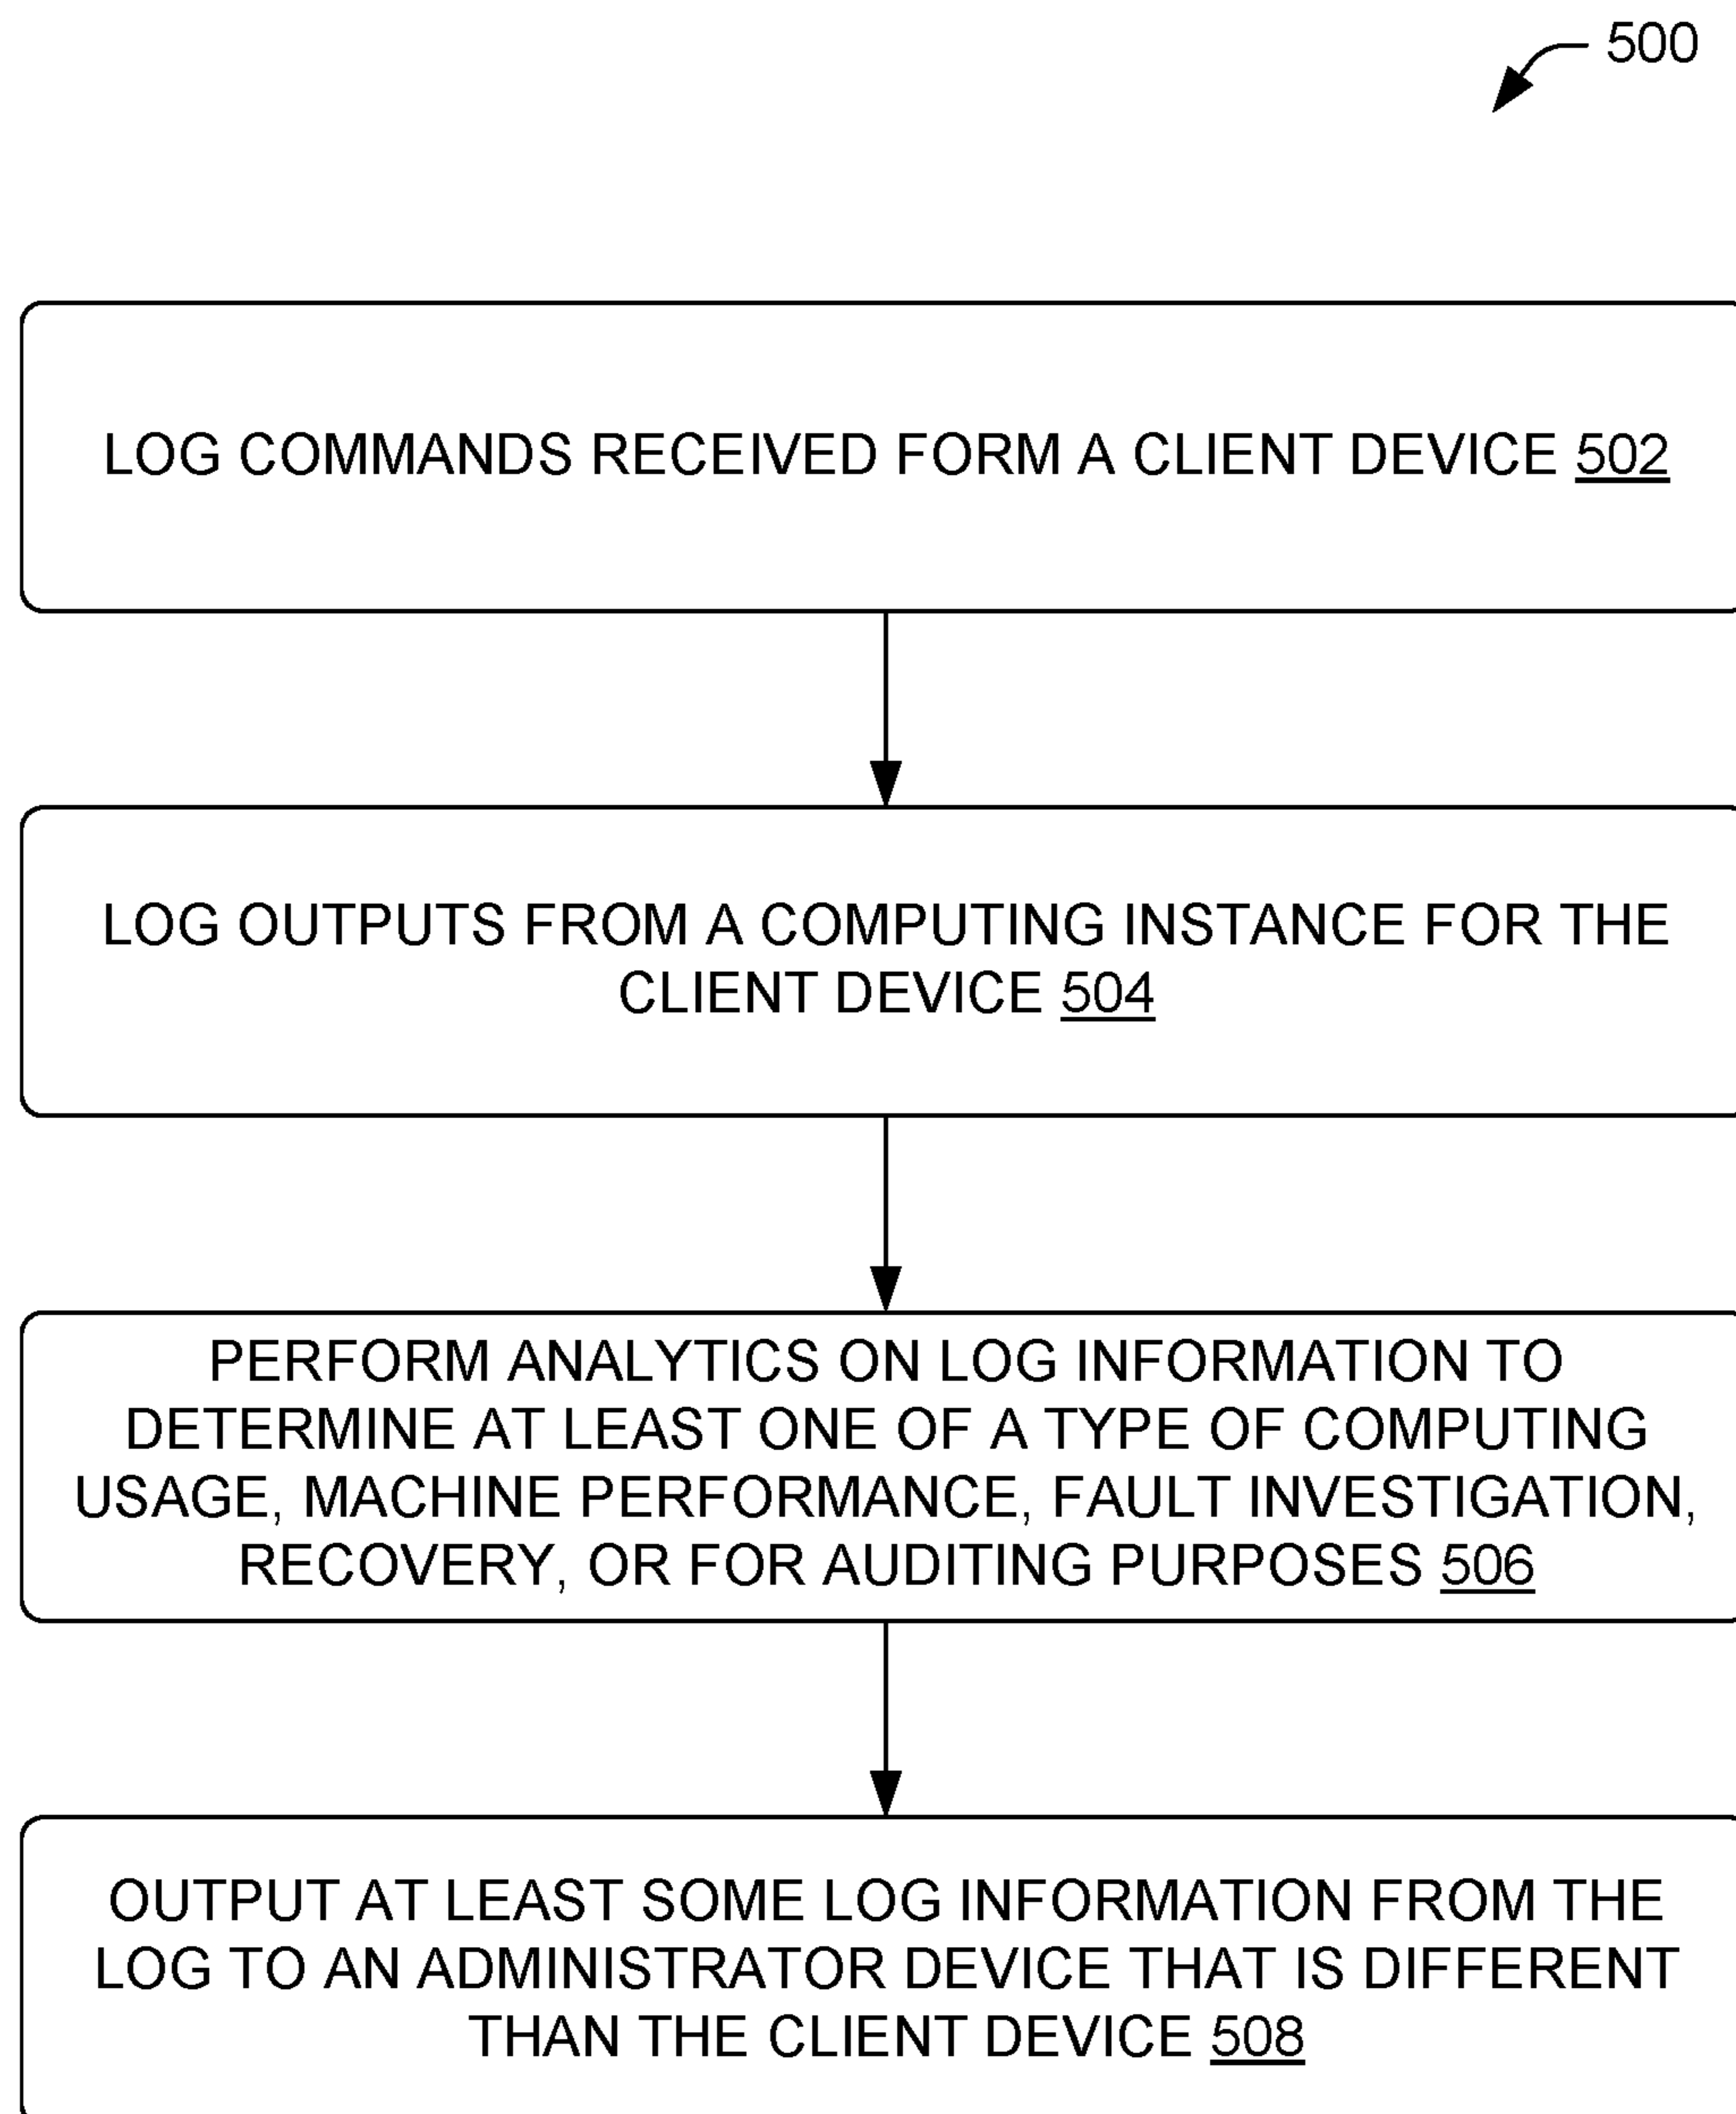 500
LOG COMMANDS RECEIVED FORM A CLIENT DEVICE 502
LOG OUTPUTS FROM A COMPUTING INSTANCE FOR THE
CLIENT DEVICE 504
PERFORM ANALYTICS ON LOG INFORMATION TO
DETERMINE AT LEAST ONE OF A TYPE OF COMPUTING
USAGE, MACHINE PERFORMANCE, FAULT INVESTIGATION,
RECOVERY, OR FOR AUDITING PURPOSES 506
OUTPUT AT LEAST SOME LOG INFORMATION FROM THE
LOG TO AN ADMINISTRATOR DEVICE THAT IS DIFFERENT
THAN THE CLIENT DEVICE 508